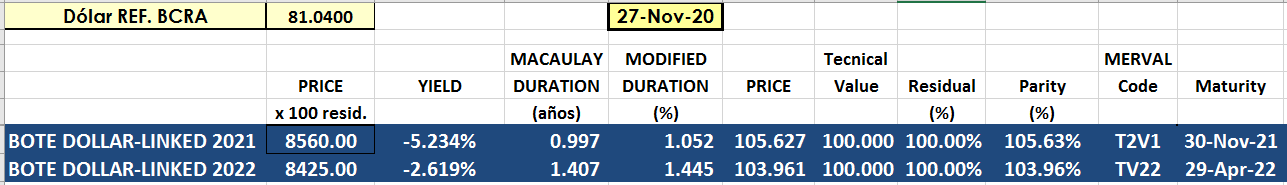 Dólar REF. BCRA 81.0400 27-Nov-20
MACAULAY MODIFIED Tecnical MERVAL
PRICE YIELD DURATION DURATION PRICE Value Residual Parity Code Maturity
x 100 resid. (años) (%) (%) (%)
BOTE DOLLAR-LINKED 2021 8560.00 -5.234% 0.997 1.052 105.627 100.000 100.00% 105.63% T2V1 30-Nov-21
BOTE DOLLAR-LINKED 2022 8425.00 -2.619% 1.407 1.445 103.961 100.000 100.00% 103.96% TV22 29-Apr-22